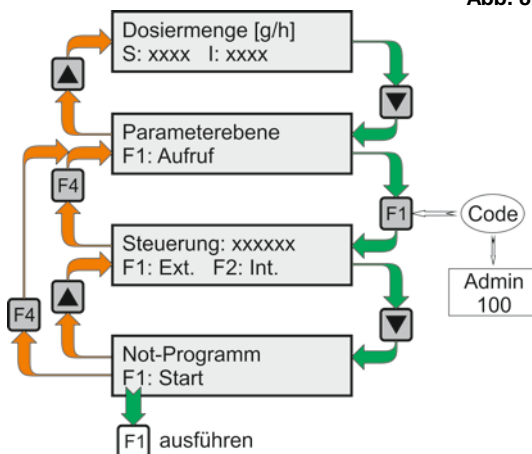 Abb. 8
Dosiermenge [g/h]
S: xxxx I: xxxx
Parameterebene
F1: Aufruf
F4
F1
Code
Admin
100
Steuerung: xxxxxx
F1: Ext. F2: Int.
F4
Not-Programm
F1: Start
F1 ausführen